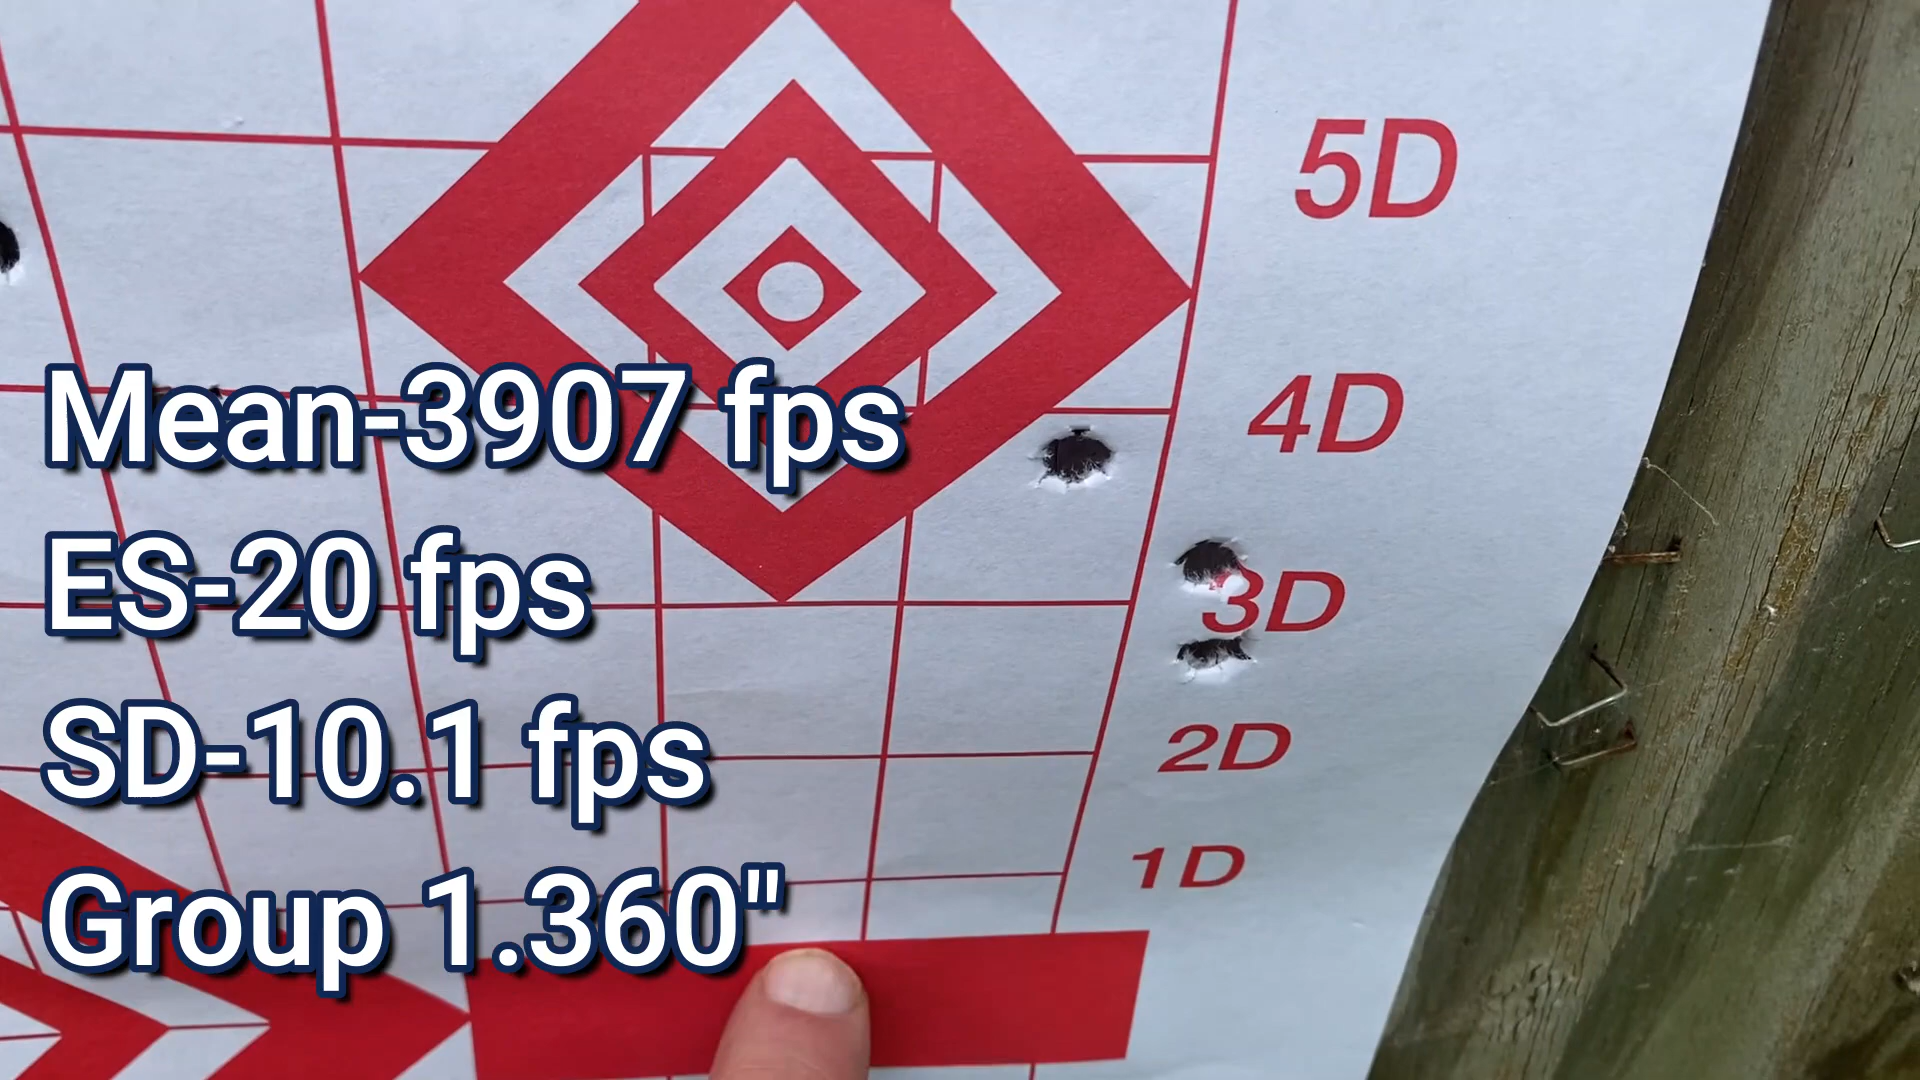 5D
4D
Mean-3907 fps
ES-20 fps
3D
SD-10.1 fps
2D
1D
Group 1.360"